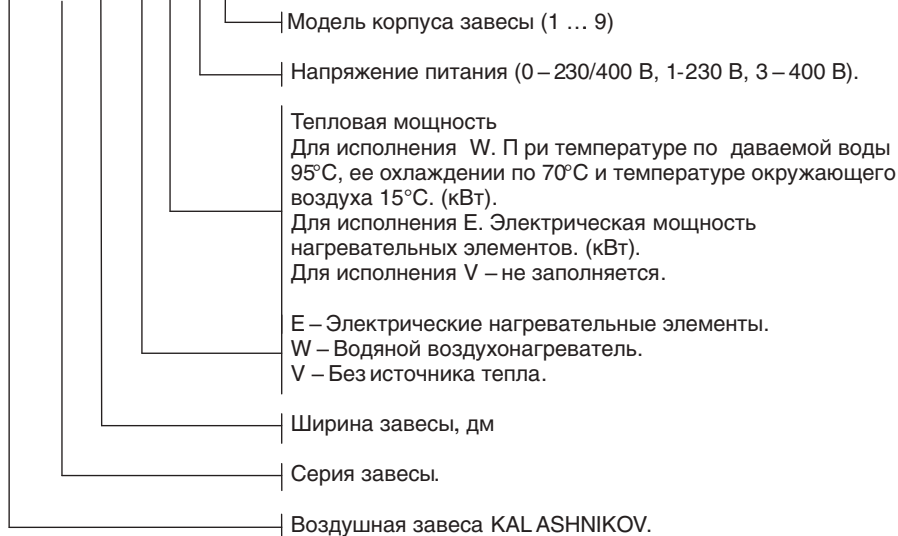 Модель корпуса завесы (1 … 9)
Напряжение питания (0 – 230/400 В, 1-230 В, 3 – 400 В).
Тепловая мощность
Для исполнения W. П ри температуре по даваемой воды
95°С, ее охлаждении по 70°С и температуре окружающего
воздуха 15°С. (кВт).
Для исполнения Е. Электрическая мощность
нагревательных элементов. (кВт).
Для исполнения V – не заполняется.
Е – Электрические нагревательные элементы.
W – Водяной воздухонагреватель.
V – Без источника тепла.
Ширина завесы, дм
Серия завесы.
Воздушная завеса KAL ASHNIKOV.